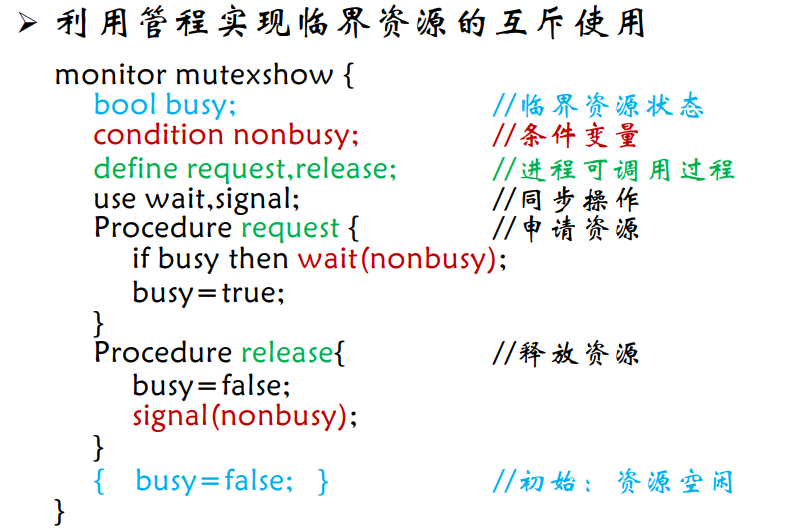 ➢ 利用管程实现临界资源的互斥使用
monitor mutexshow {
bool busy; //临界资源状态
condition nonbusy; //条件变量
define request,release; //进程可调用过程
use wait,signal; //同步操作
Procedure request { //申请资源
if busy then wait(nonbusy);
busy=true;
}
Procedure release{ //释放资源
busy=false;
signal(nonbusy);
}
{ busy=false; } //初始：资源空闲
}